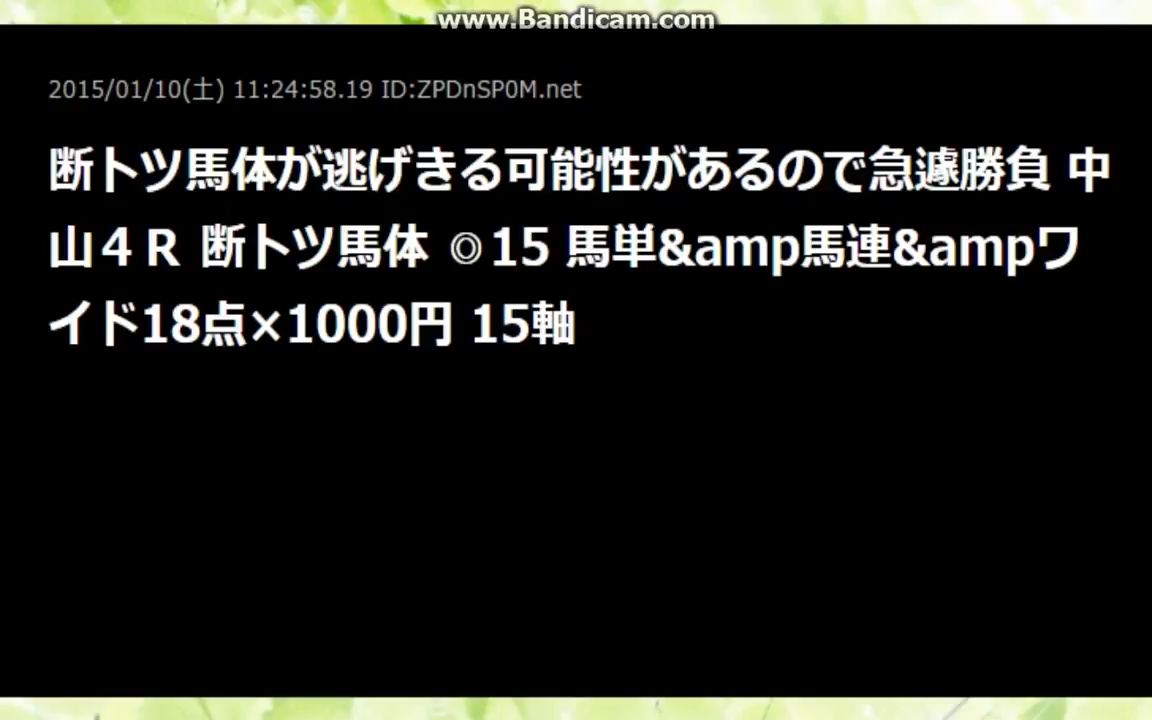 www.Bandicam.com
2015/01/10(土) 11:24:58.19 ID:ZPDnSP0M.net
断トツ馬体が逃げきる可能性があるので急遽勝負 中
山４Ｒ 断トツ馬体 ◎15 馬単&amp馬連&ampワ
イド18点×1000円 15軸